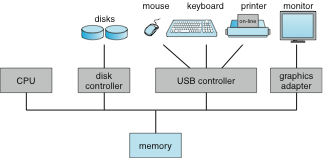 mouse keyboard printer monitor
disks
on-line
CPU
disk
controller
USB controller
graphics
adapter
memory